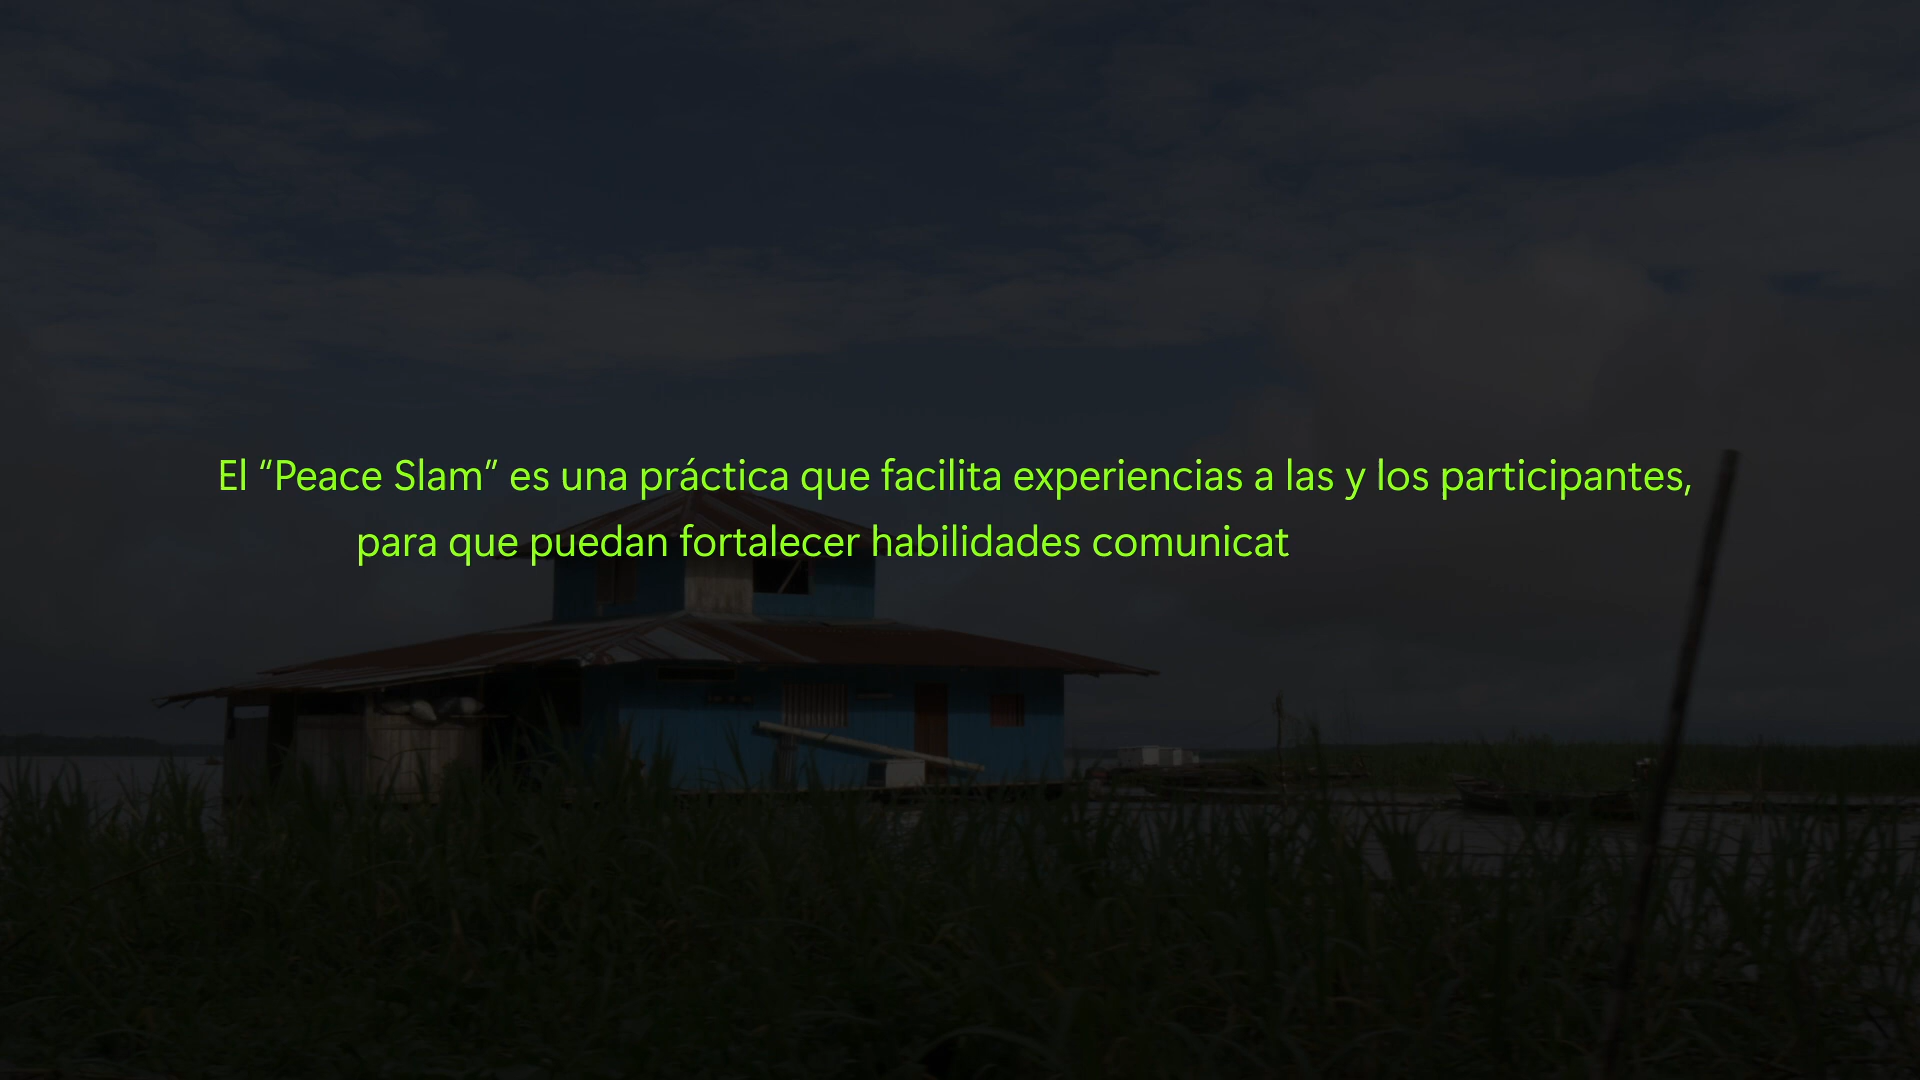 El “Peace Slam” es una práctica que facilita experiencias a las y los participantes,
para que puedan fortalecer habilidades comunicat